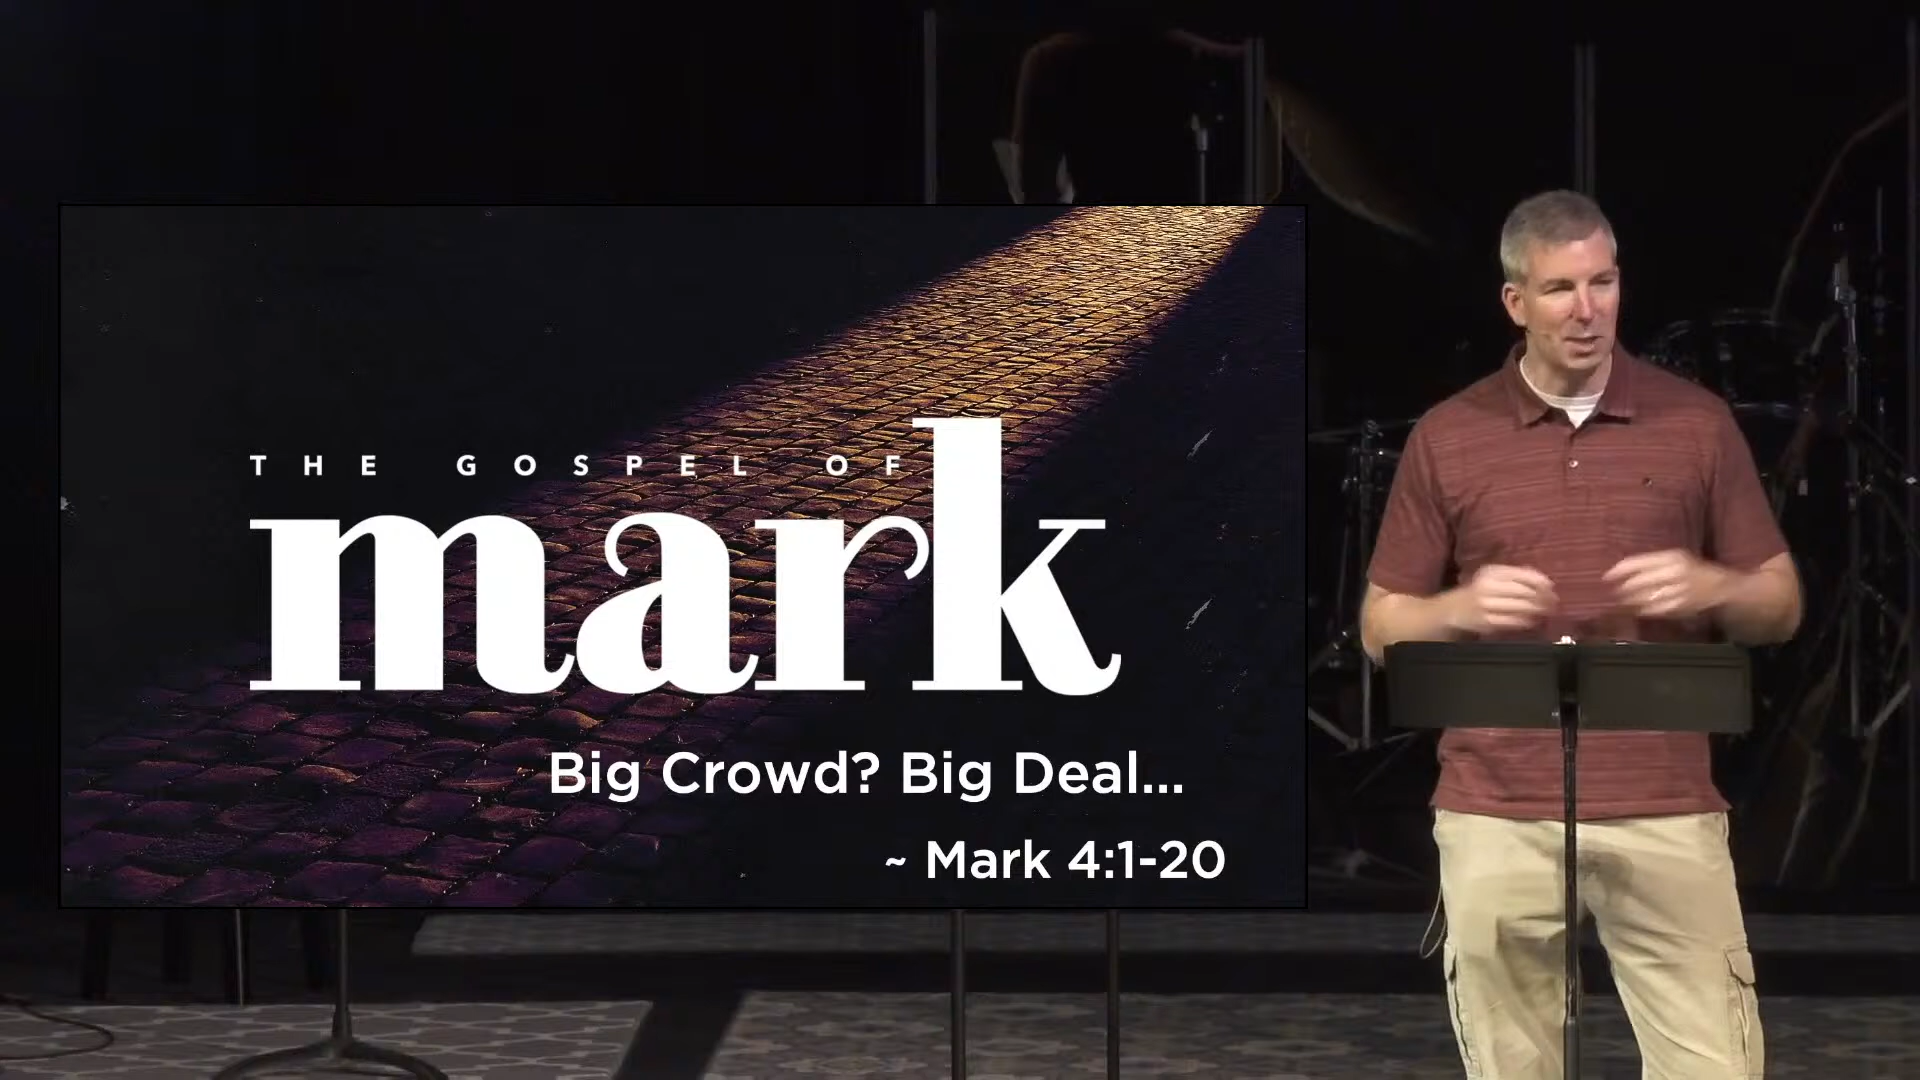 THE GOSPEL OF
mark
Big Crowd? Big Deal...
~ Mark 4:1-20